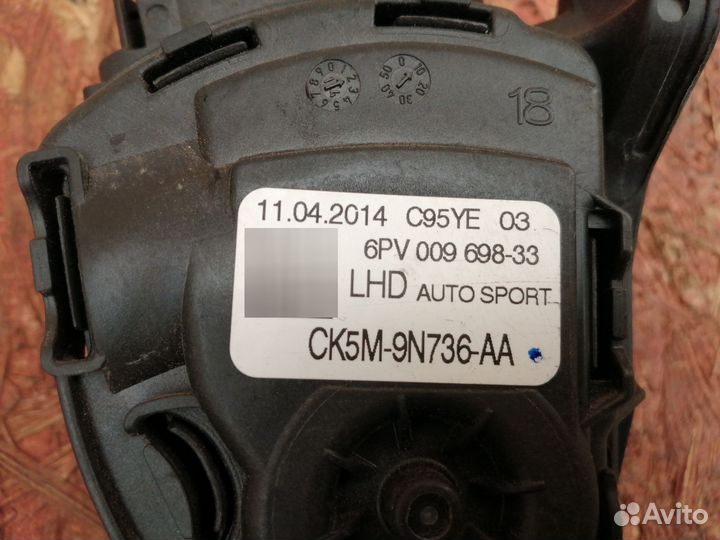 18
11.04.2014 C95YE 03
6PV 009 698-33
LHD AUTO SPORT
CK5M-9N736-AA
Avito